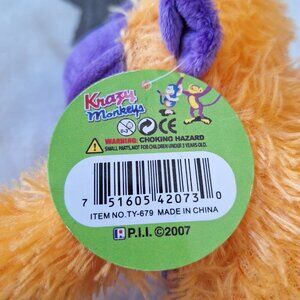 Krazy
Monkeys
CE
WARNING: CHOKING HAZARD
SMALL PARTS, NOT FOR CHILDREN UNDER 3 YEARS OLD.
7 51605 42073 0
ITEM NO.TY-679 MADE IN CHINA
P.I.I. ©2007